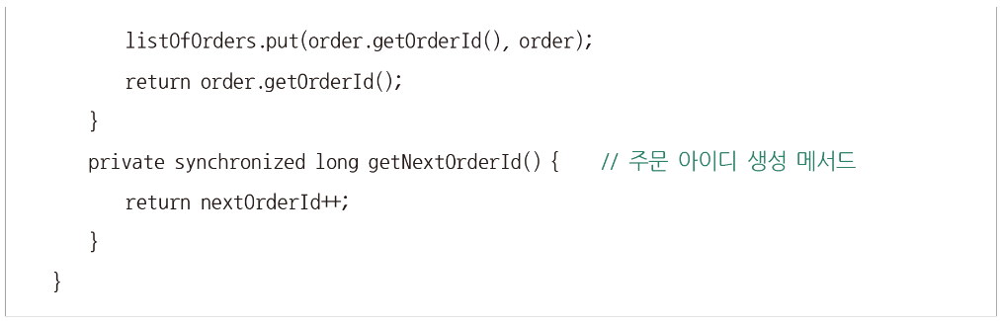 listOfOrders.put(order.getOrderId(), order);
return order.getOrderId();
}
private synchronized long getNextOrderId() { // 주문 아이디 생성 메서드
return nextOrderId++;
}
}